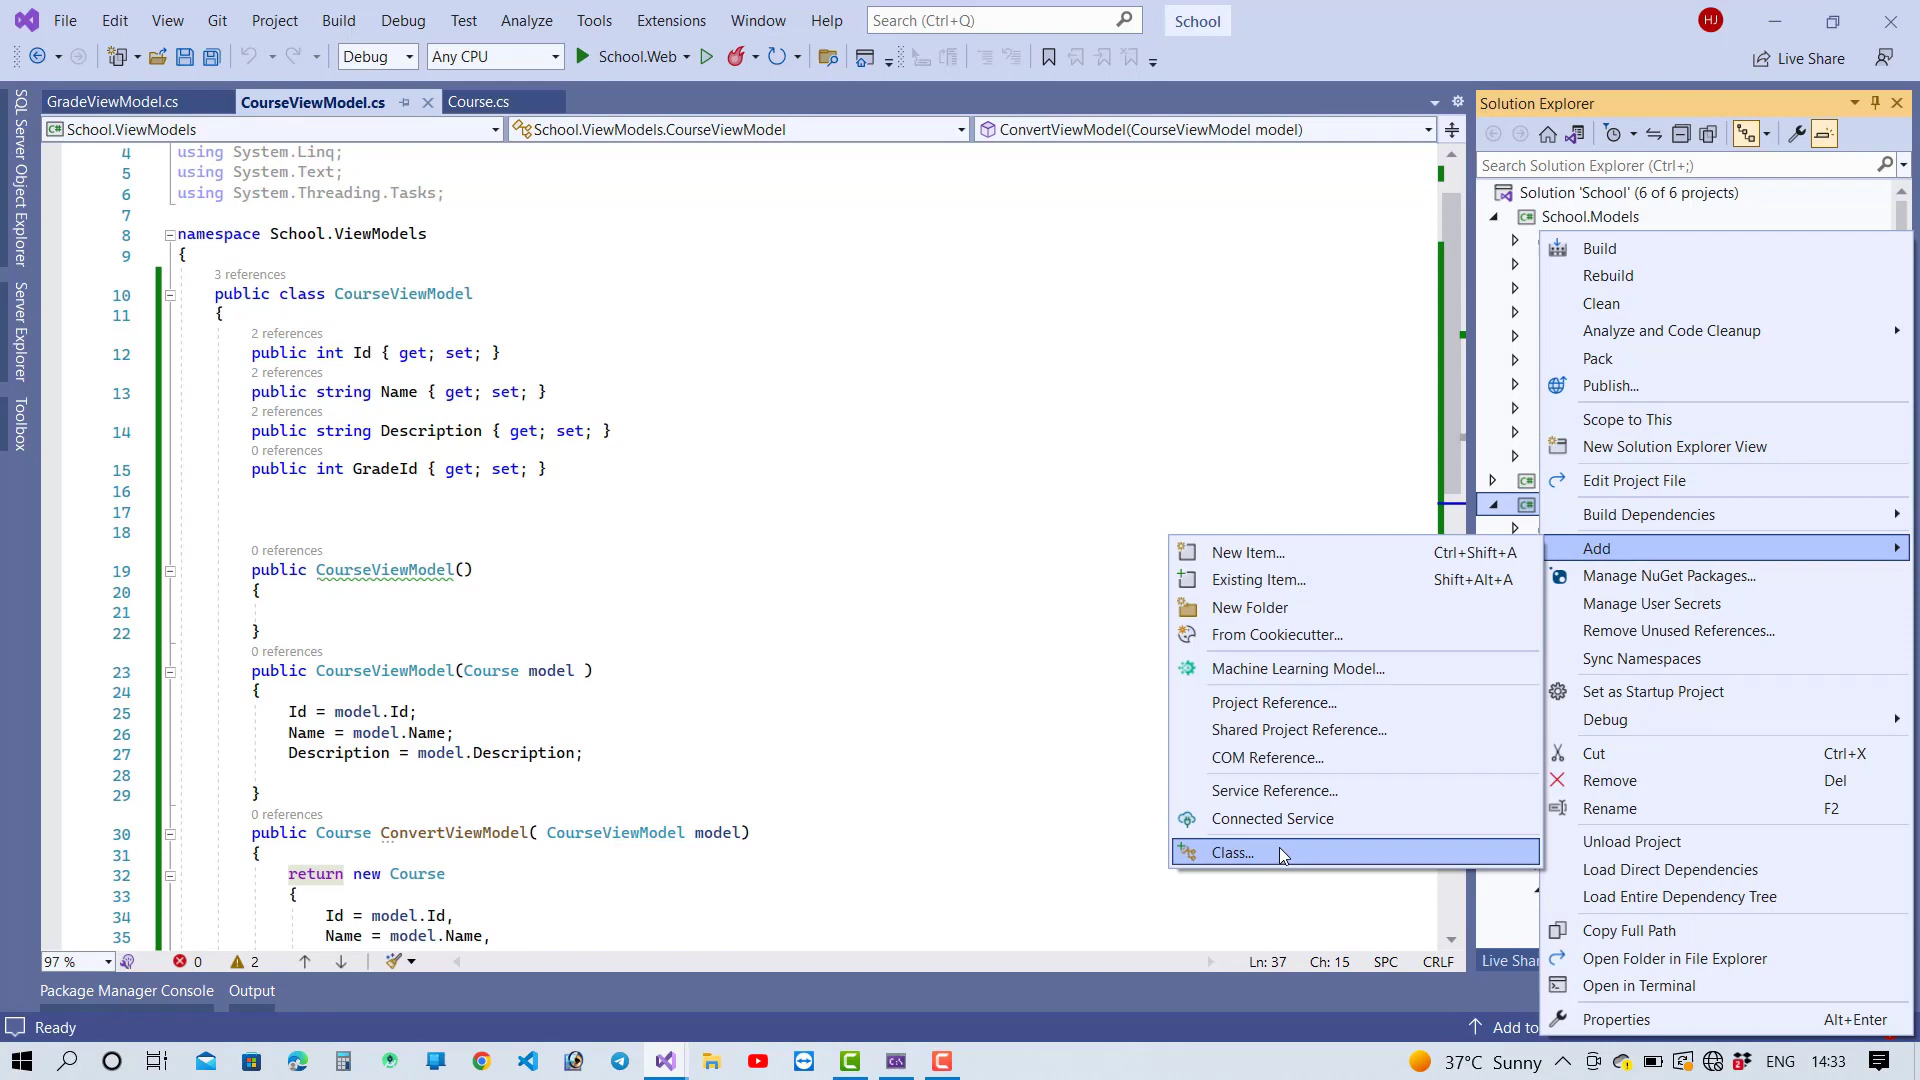 File Edit View Git Project Build Debug Test Analyze Tools Extensions Window Help Search (Ctrl+Q) School HJ
Debug Any CPU School.Web Live Share
GradeViewModel.cs CourseViewModel.cs Course.cs
School.ViewModels School.ViewModels.CourseViewModel ConvertViewModel(CourseViewModel model)
SQL Server Object Explorer
Server Explorer
Toolbox
4 using System.Linq;
5 using System.Text;
6 using System.Threading.Tasks;
7
8 namespace School.ViewModels
9 {
3 references
10 public class CourseViewModel
11 {
2 references
12 public int Id { get; set; }
2 references
13 public string Name { get; set; }
2 references
14 public string Description { get; set; }
0 references
15 public int GradeId { get; set; }
16
17
18
0 references
19 public CourseViewModel()
20 {
21
22 }
0 references
23 public CourseViewModel(Course model )
24 {
25 Id = model.Id;
26 Name = model.Name;
27 Description = model.Description;
28
29 }
0 references
30 public Course ConvertViewModel( CourseViewModel model)
31 {
32 return new Course
33 {
34 Id = model.Id,
35 Name = model.Name,
97 % 0 2 Ln: 37 Ch: 15 SPC CRLF
Package Manager Console Output
Ready
Solution Explorer
Search Solution Explorer (Ctrl+;)
Solution 'School' (6 of 6 projects)
School.Models
Build
Rebuild
Clean
Analyze and Code Cleanup
Pack
Publish...
Scope to This
New Solution Explorer View
Edit Project File
Build Dependencies
Add
Manage NuGet Packages...
Manage User Secrets
Remove Unused References...
Sync Namespaces
Set as Startup Project
Debug
Cut Ctrl+X
Remove Del
Rename F2
Unload Project
Load Direct Dependencies
Load Entire Dependency Tree
Copy Full Path
Open Folder in File Explorer
Open in Terminal
Properties Alt+Enter
New Item... Ctrl+Shift+A
Existing Item... Shift+Alt+A
New Folder
From Cookiecutter...
Machine Learning Model...
Project Reference...
Shared Project Reference...
COM Reference...
Service Reference...
Connected Service
Class...
Live Shar
Add to
37°C Sunny ENG 14:33